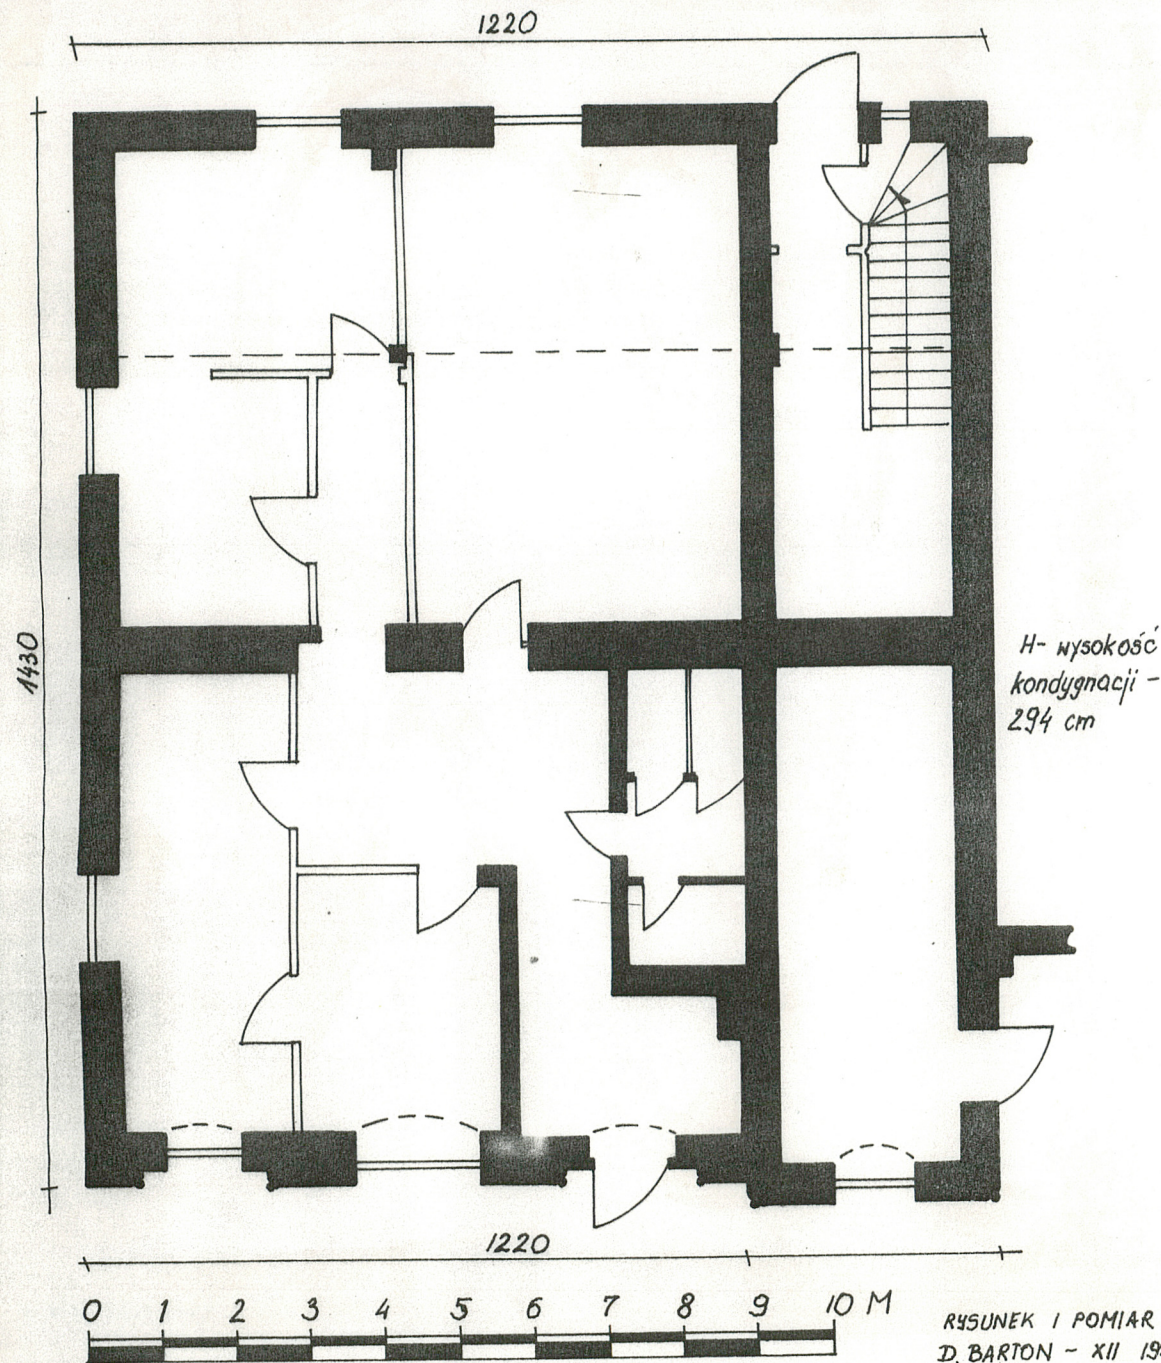 1220
1430
H- wysokość
kondygnacji -
294 cm
1220
0 1 2 3 4 5 6 7 8 9 10 M
RYSUNEK I POMIAR
D. BARTON - XII